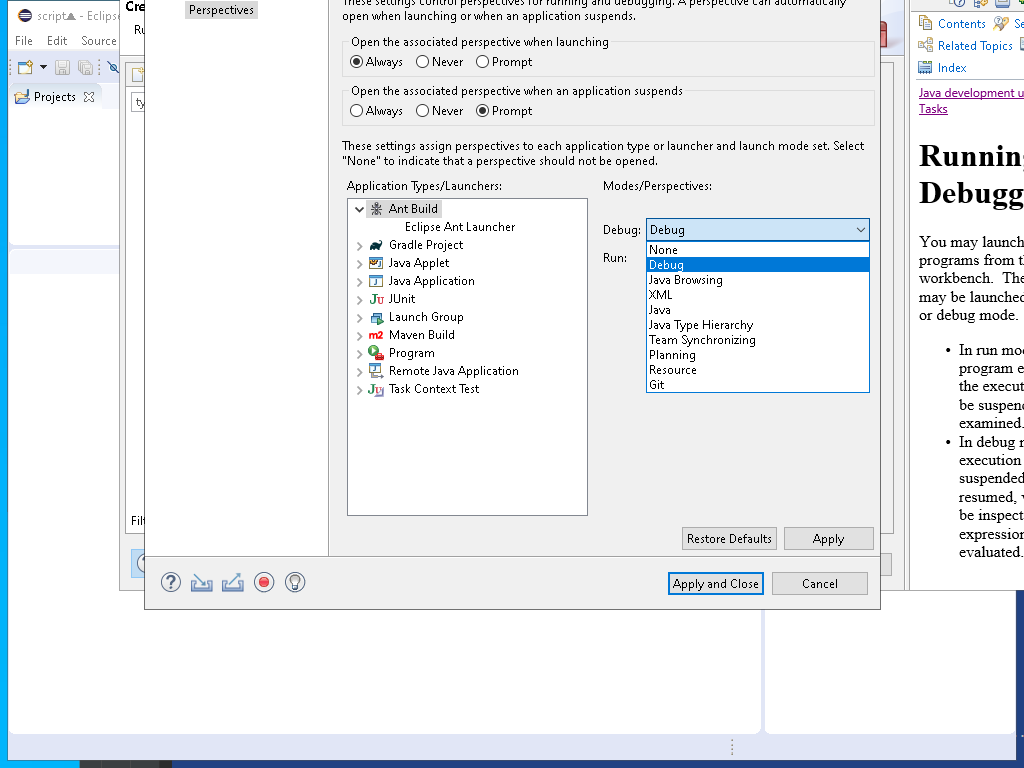 script
- Eclipse
File Edit Source
Projects
Cre
Ru
ty
Filt
Perspectives
These settings control perspectives for running and debugging. A perspective can automatically
open when launching or when an application suspends.
Open the associated perspective when launching
Always Never Prompt
Open the associated perspective when an application suspends
Always Never Prompt
These settings assign perspectives to each application type or launcher and launch mode set. Select
"None" to indicate that a perspective should not be opened.
Application Types/Launchers:
Ant Build
Eclipse Ant Launcher
Gradle Project
Java Applet
Java Application
JUnit
Launch Group
Maven Build
Program
Remote Java Application
Task Context Test
Modes/Perspectives:
Debug: Debug
Run:
None
Debug
Java Browsing
XML
Java
Java Type Hierarchy
Team Synchronizing
Planning
Resource
Git
Restore Defaults Apply
Apply and Close Cancel
Contents Se
Related Topics
Index
Java development u
Tasks
Running
Debugg
You may launch
programs from th
workbench. The
may be launched
or debug mode.
• In run mod
program e
the execut
be suspend
examined.
• In debug m
execution
suspended
resumed, v
be inspect
expression
evaluated.